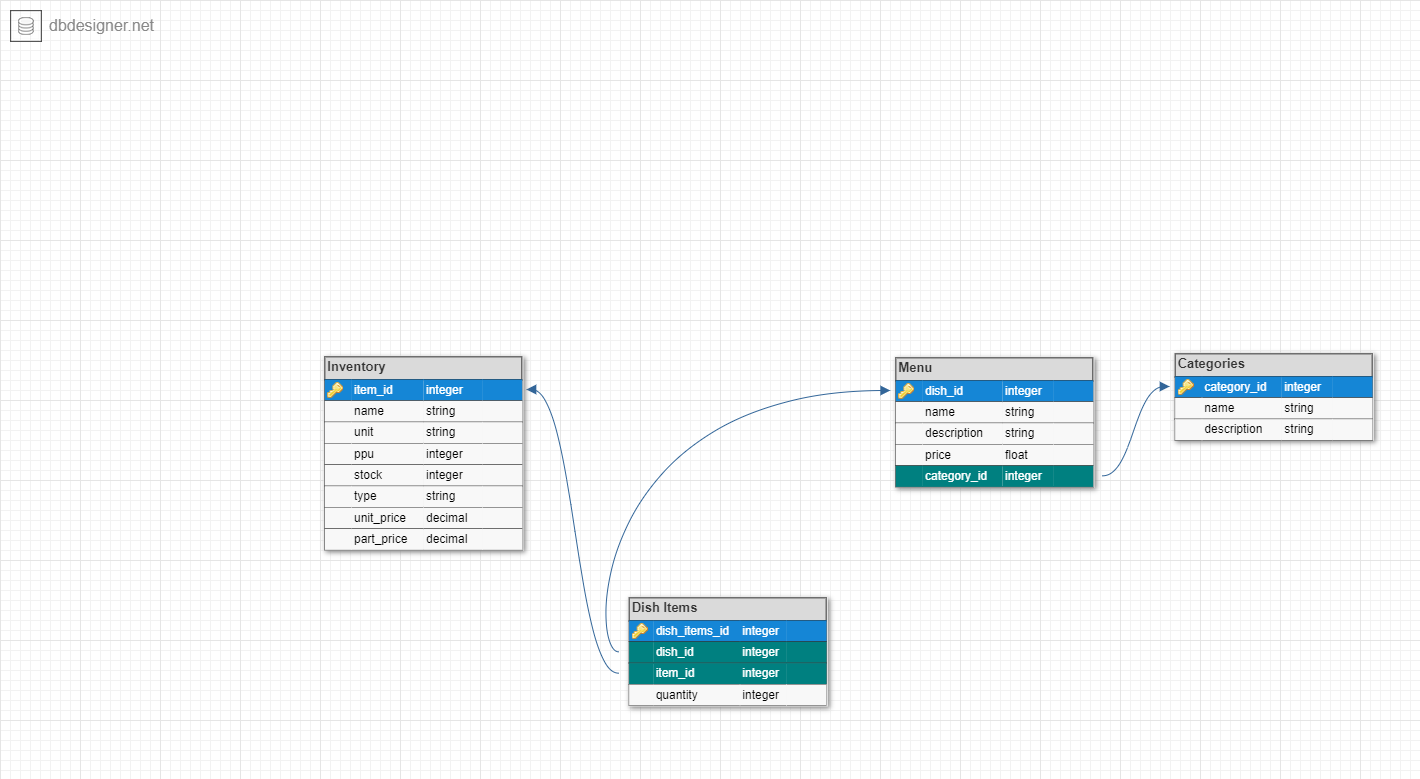 dbdesigner.net
Inventory
item_id integer
name string
unit string
ppu integer
stock integer
type string
unit_price decimal
part_price decimal
Menu
dish_id integer
name string
description string
price float
category_id integer
Categories
category_id integer
name string
description string
Dish Items
dish_items_id integer
dish_id integer
item_id integer
quantity integer